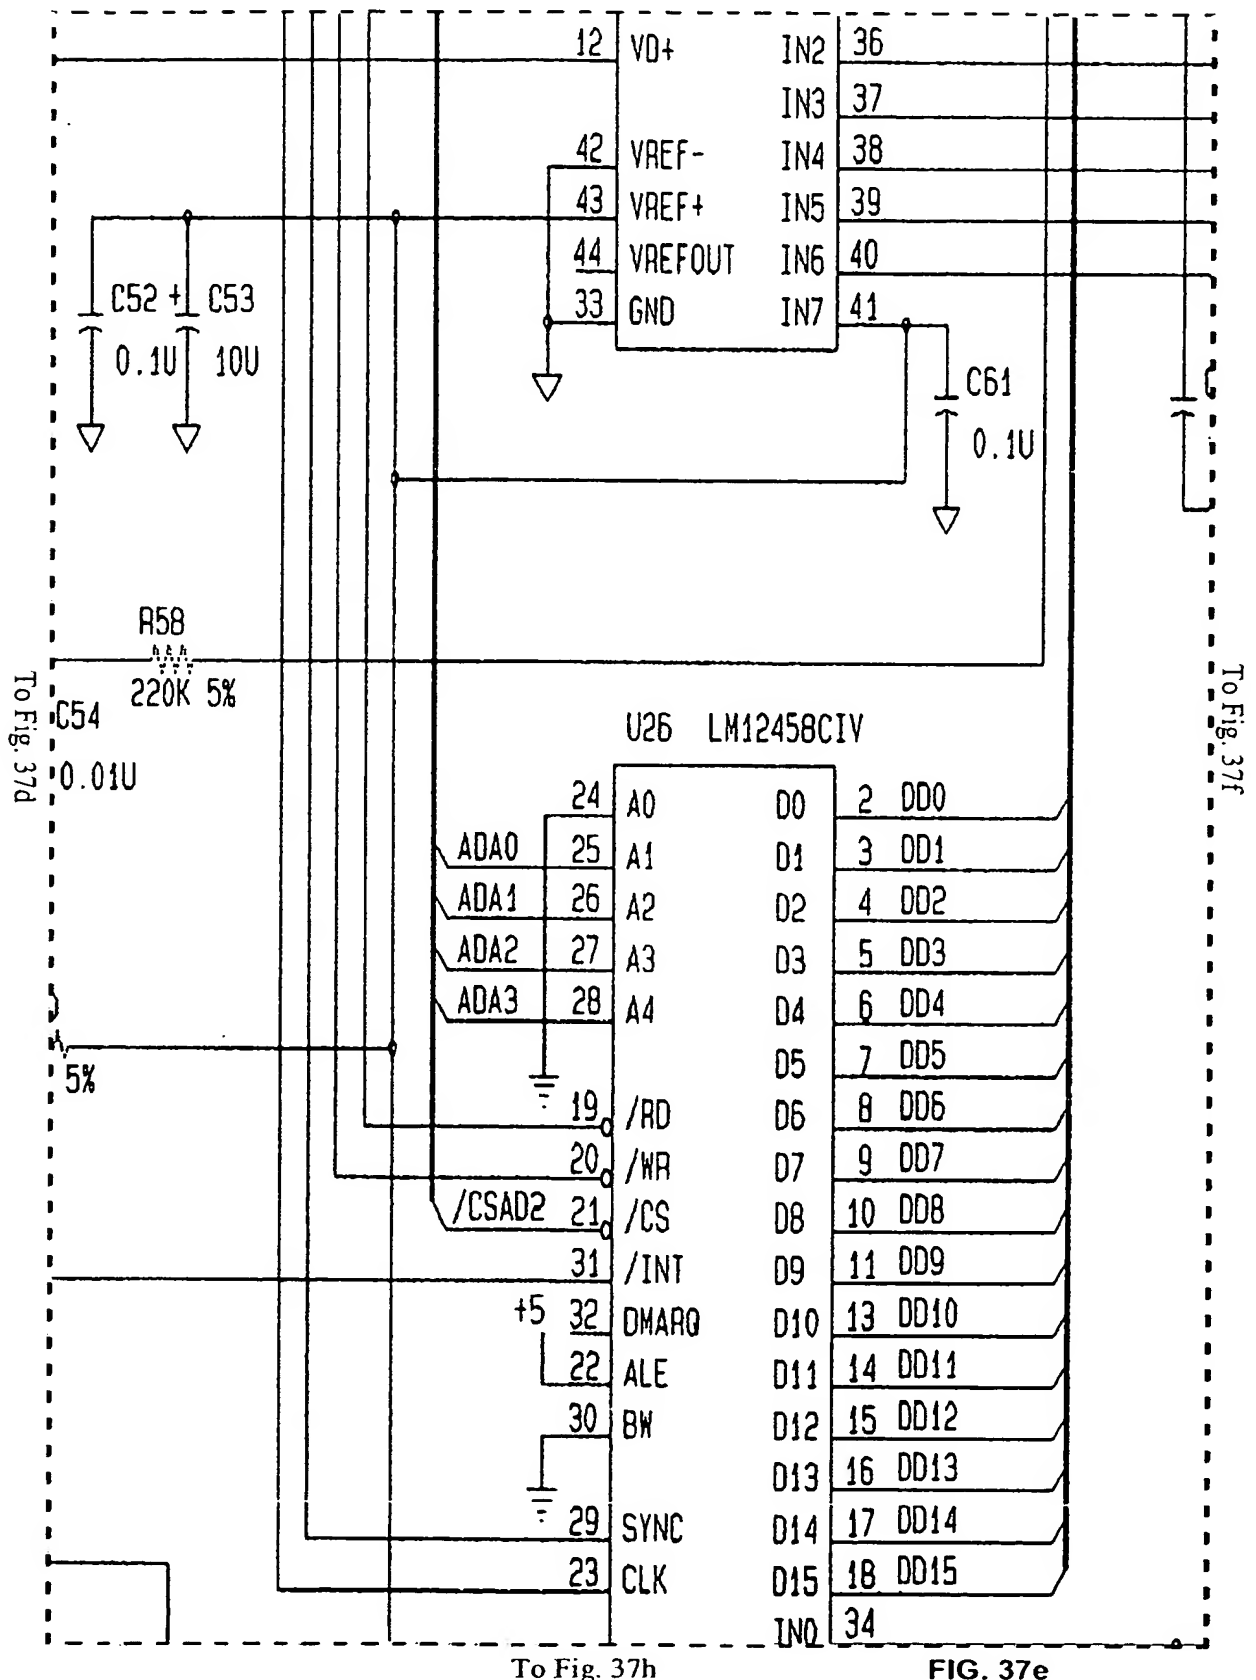 12 VD+ IN2 36
IN3 37
42 VREF- IN4 38
43 VREF+ IN5 39
44 VREFOUT IN6 40
33 GND IN7 41
C52 + C53
0.1U 10U
C61
0.1U
R58
220K 5%
C54
0.01U
To Fig. 37d
To Fig. 37f
U26 LM12458CIV
24 A0 D0 2 DD0
ADA0 25 A1 D1 3 DD1
ADA1 26 A2 D2 4 DD2
ADA2 27 A3 D3 5 DD3
ADA3 28 A4 D4 6 DD4
D5 7 DD5
5%
19 /RD D6 8 DD6
20 /WR D7 9 DD7
/CSAD2 21 /CS D8 10 DD8
31 /INT D9 11 DD9
+5 32 DMARQ D10 13 DD10
22 ALE D11 14 DD11
30 BW D12 15 DD12
D13 16 DD13
29 SYNC D14 17 DD14
23 CLK D15 18 DD15
IN0 34
To Fig. 37h
FIG. 37e